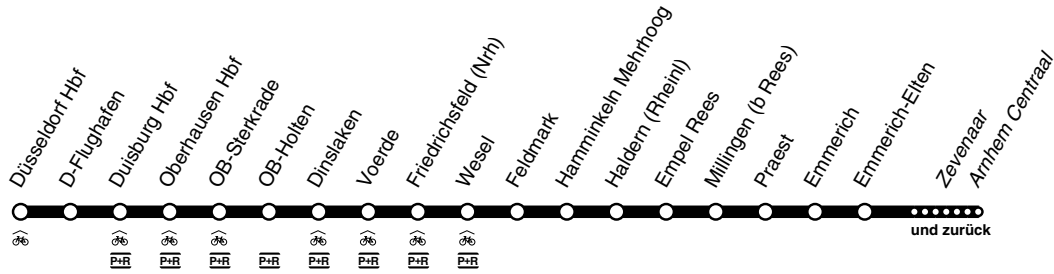 Düsseldorf Hbf
D-Flughafen
Duisburg Hbf
Oberhausen Hbf
OB-Sterkrade
OB-Holten
Dinslaken
Voerde
Friedrichsfeld (Nrh)
Wesel
Feldmark
Hamminkeln Mehrhoog
Haldern (Rheinl)
Empel Rees
Millingen (b Rees)
Praest
Emmerich
Emmerich-Elten
Zevenaar
Arnhem Centraal
und zurück
P+R
P+R
P+R
P+R
P+R
P+R
P+R
P+R